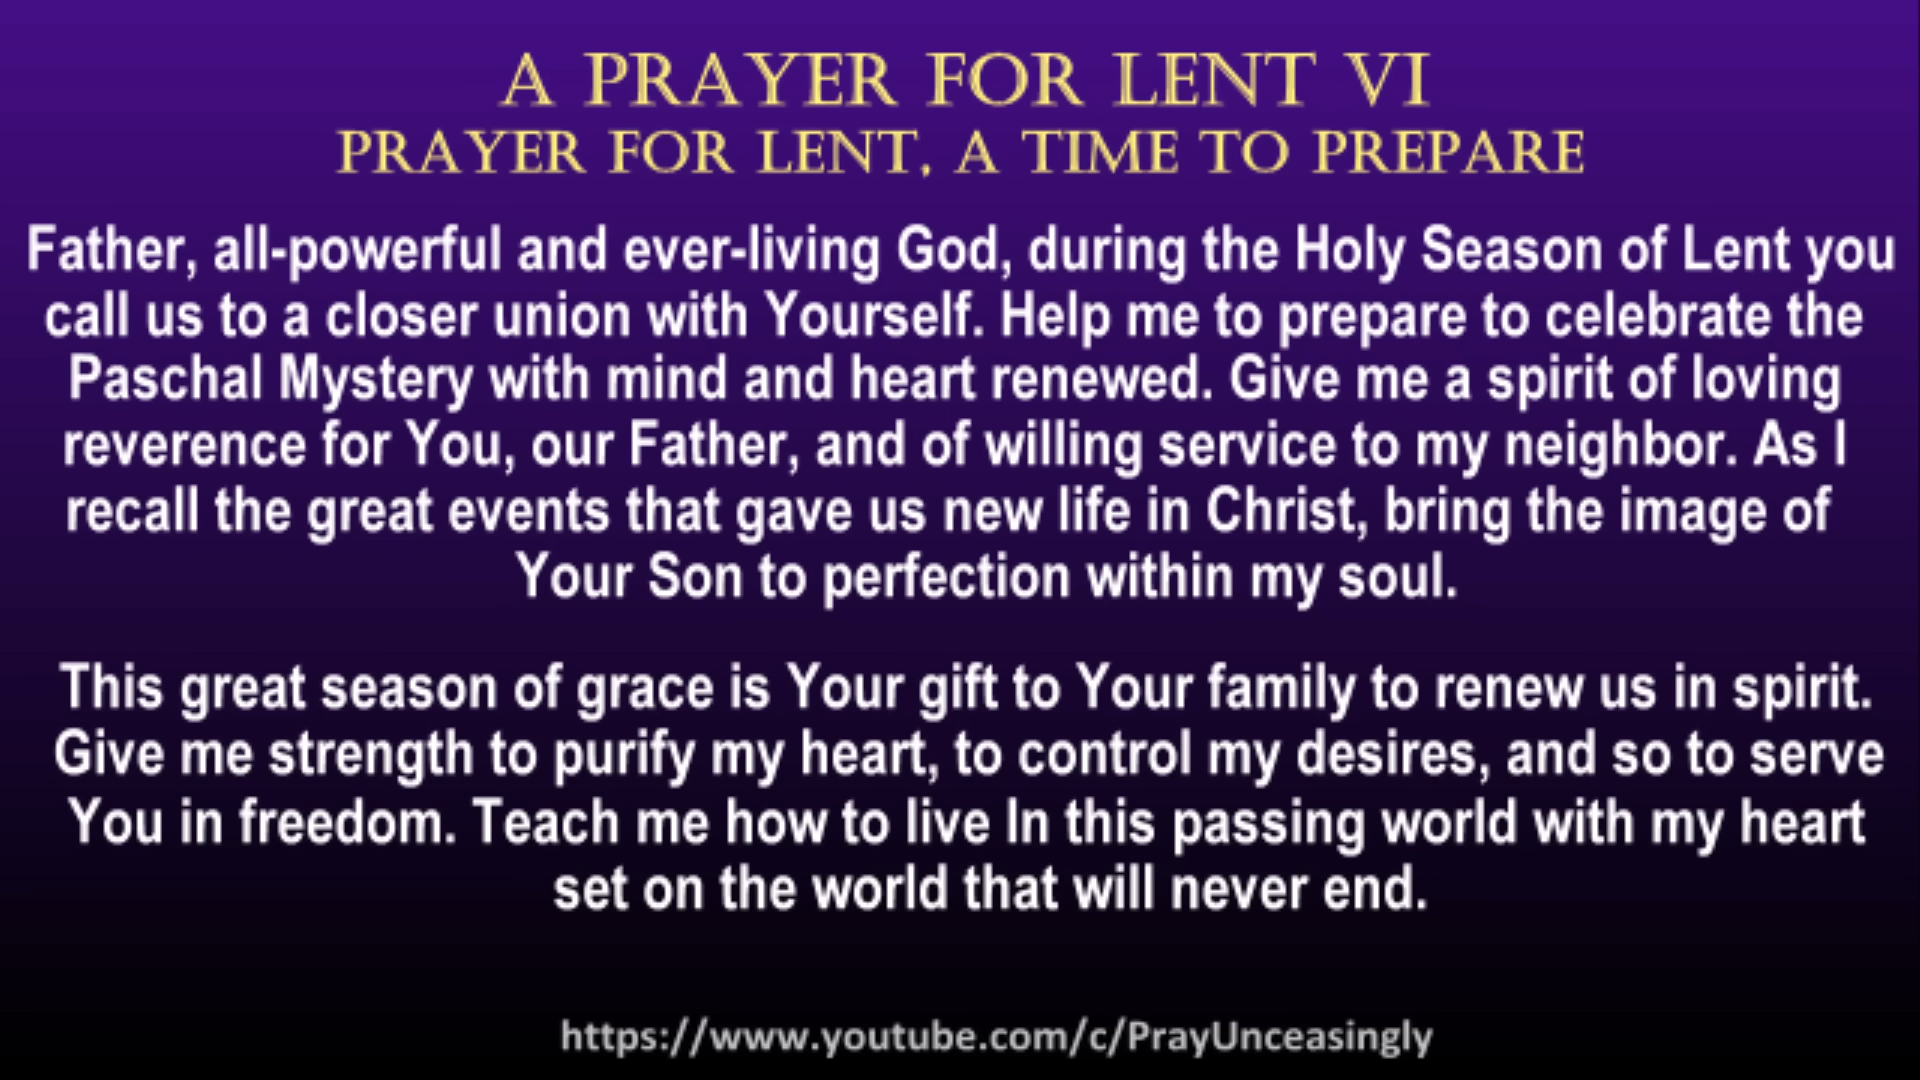 A PRAYER FOR LENT VI
PRAYER FOR LENT, A TIME TO PREPARE
Father, all-powerful and ever-living God, during the Holy Season of Lent you
call us to a closer union with Yourself. Help me to prepare to celebrate the
Paschal Mystery with mind and heart renewed. Give me a spirit of loving
reverence for You, our Father, and of willing service to my neighbor. As I
recall the great events that gave us new life in Christ, bring the image of
Your Son to perfection within my soul.
This great season of grace is Your gift to Your family to renew us in spirit.
Give me strength to purify my heart, to control my desires, and so to serve
You in freedom. Teach me how to live In this passing world with my heart
set on the world that will never end.
https://www.youtube.com/c/PrayUnceasingly